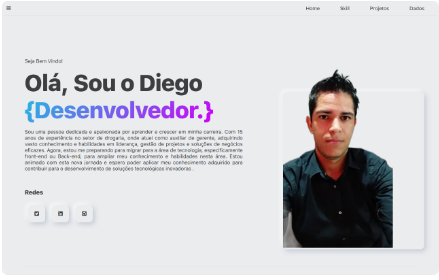 Home Skill Projetos Dados
Seja Bem Vindo!
Olá, Sou o Diego
{Desenvolvedor.}
Sou uma pessoa dedicada e apaixonada por aprender e crescer em minha carreira. Com 18
anos de experiência no setor de drogaria, onde atuei como auxiliar de gerente, adquirindo
vasto conhecimento e habilidades em liderança, gestão de projetos e soluções de negócios
eficazes. Agora, estou me preparando para migrar para a área de tecnologia, especificamente
front-end ou Back-end, para ampliar meu conhecimento e habilidades nesta área. Estou
animado com esta nova jornada e espero poder aplicar meu conhecimento adquirido para
contribuir para o desenvolvimento de soluções tecnológicas inovadoras .
Redes